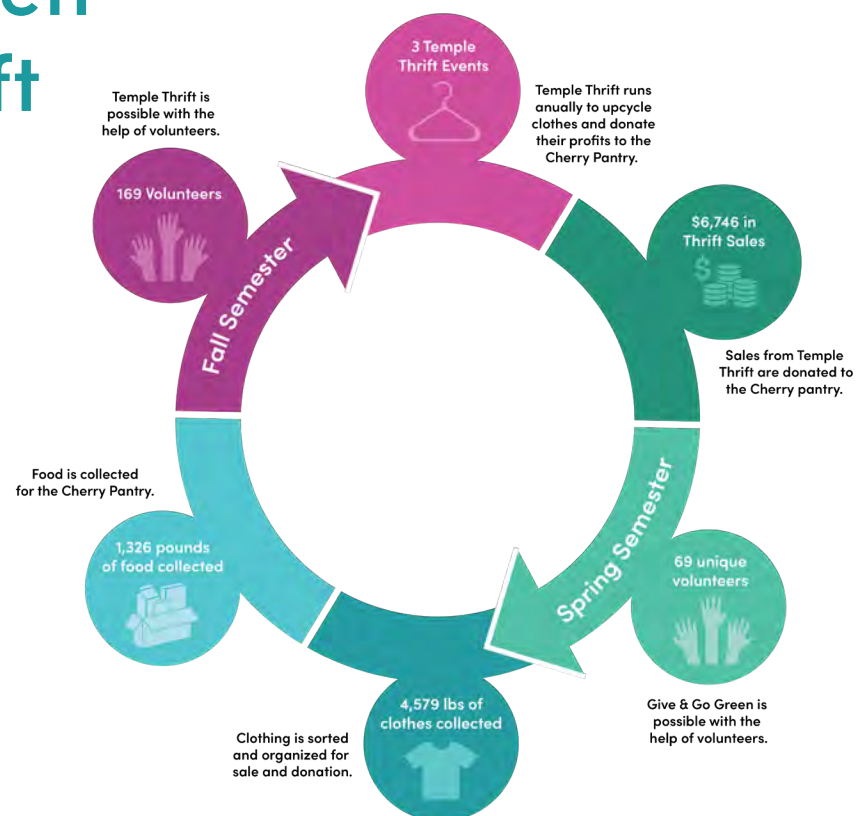 en
ft
3 Temple
Thrift Events
Temple Thrift runs
anually to upcycle
clothes and donate
their profits to the
Cherry Pantry.
$6,746 in
Thrift Sales
$
Sales from Temple
Thrift are donated to
the Cherry pantry.
Spring Semester
69 unique
volunteers
Give & Go Green is
possible with the
help of volunteers.
4,579 lbs of
clothes collected
Clothing is sorted
and organized for
sale and donation.
1,326 pounds
of food collected
Food is collected
for the Cherry Pantry.
Fall Semester
169 Volunteers
Temple Thrift is
possible with the
help of volunteers.